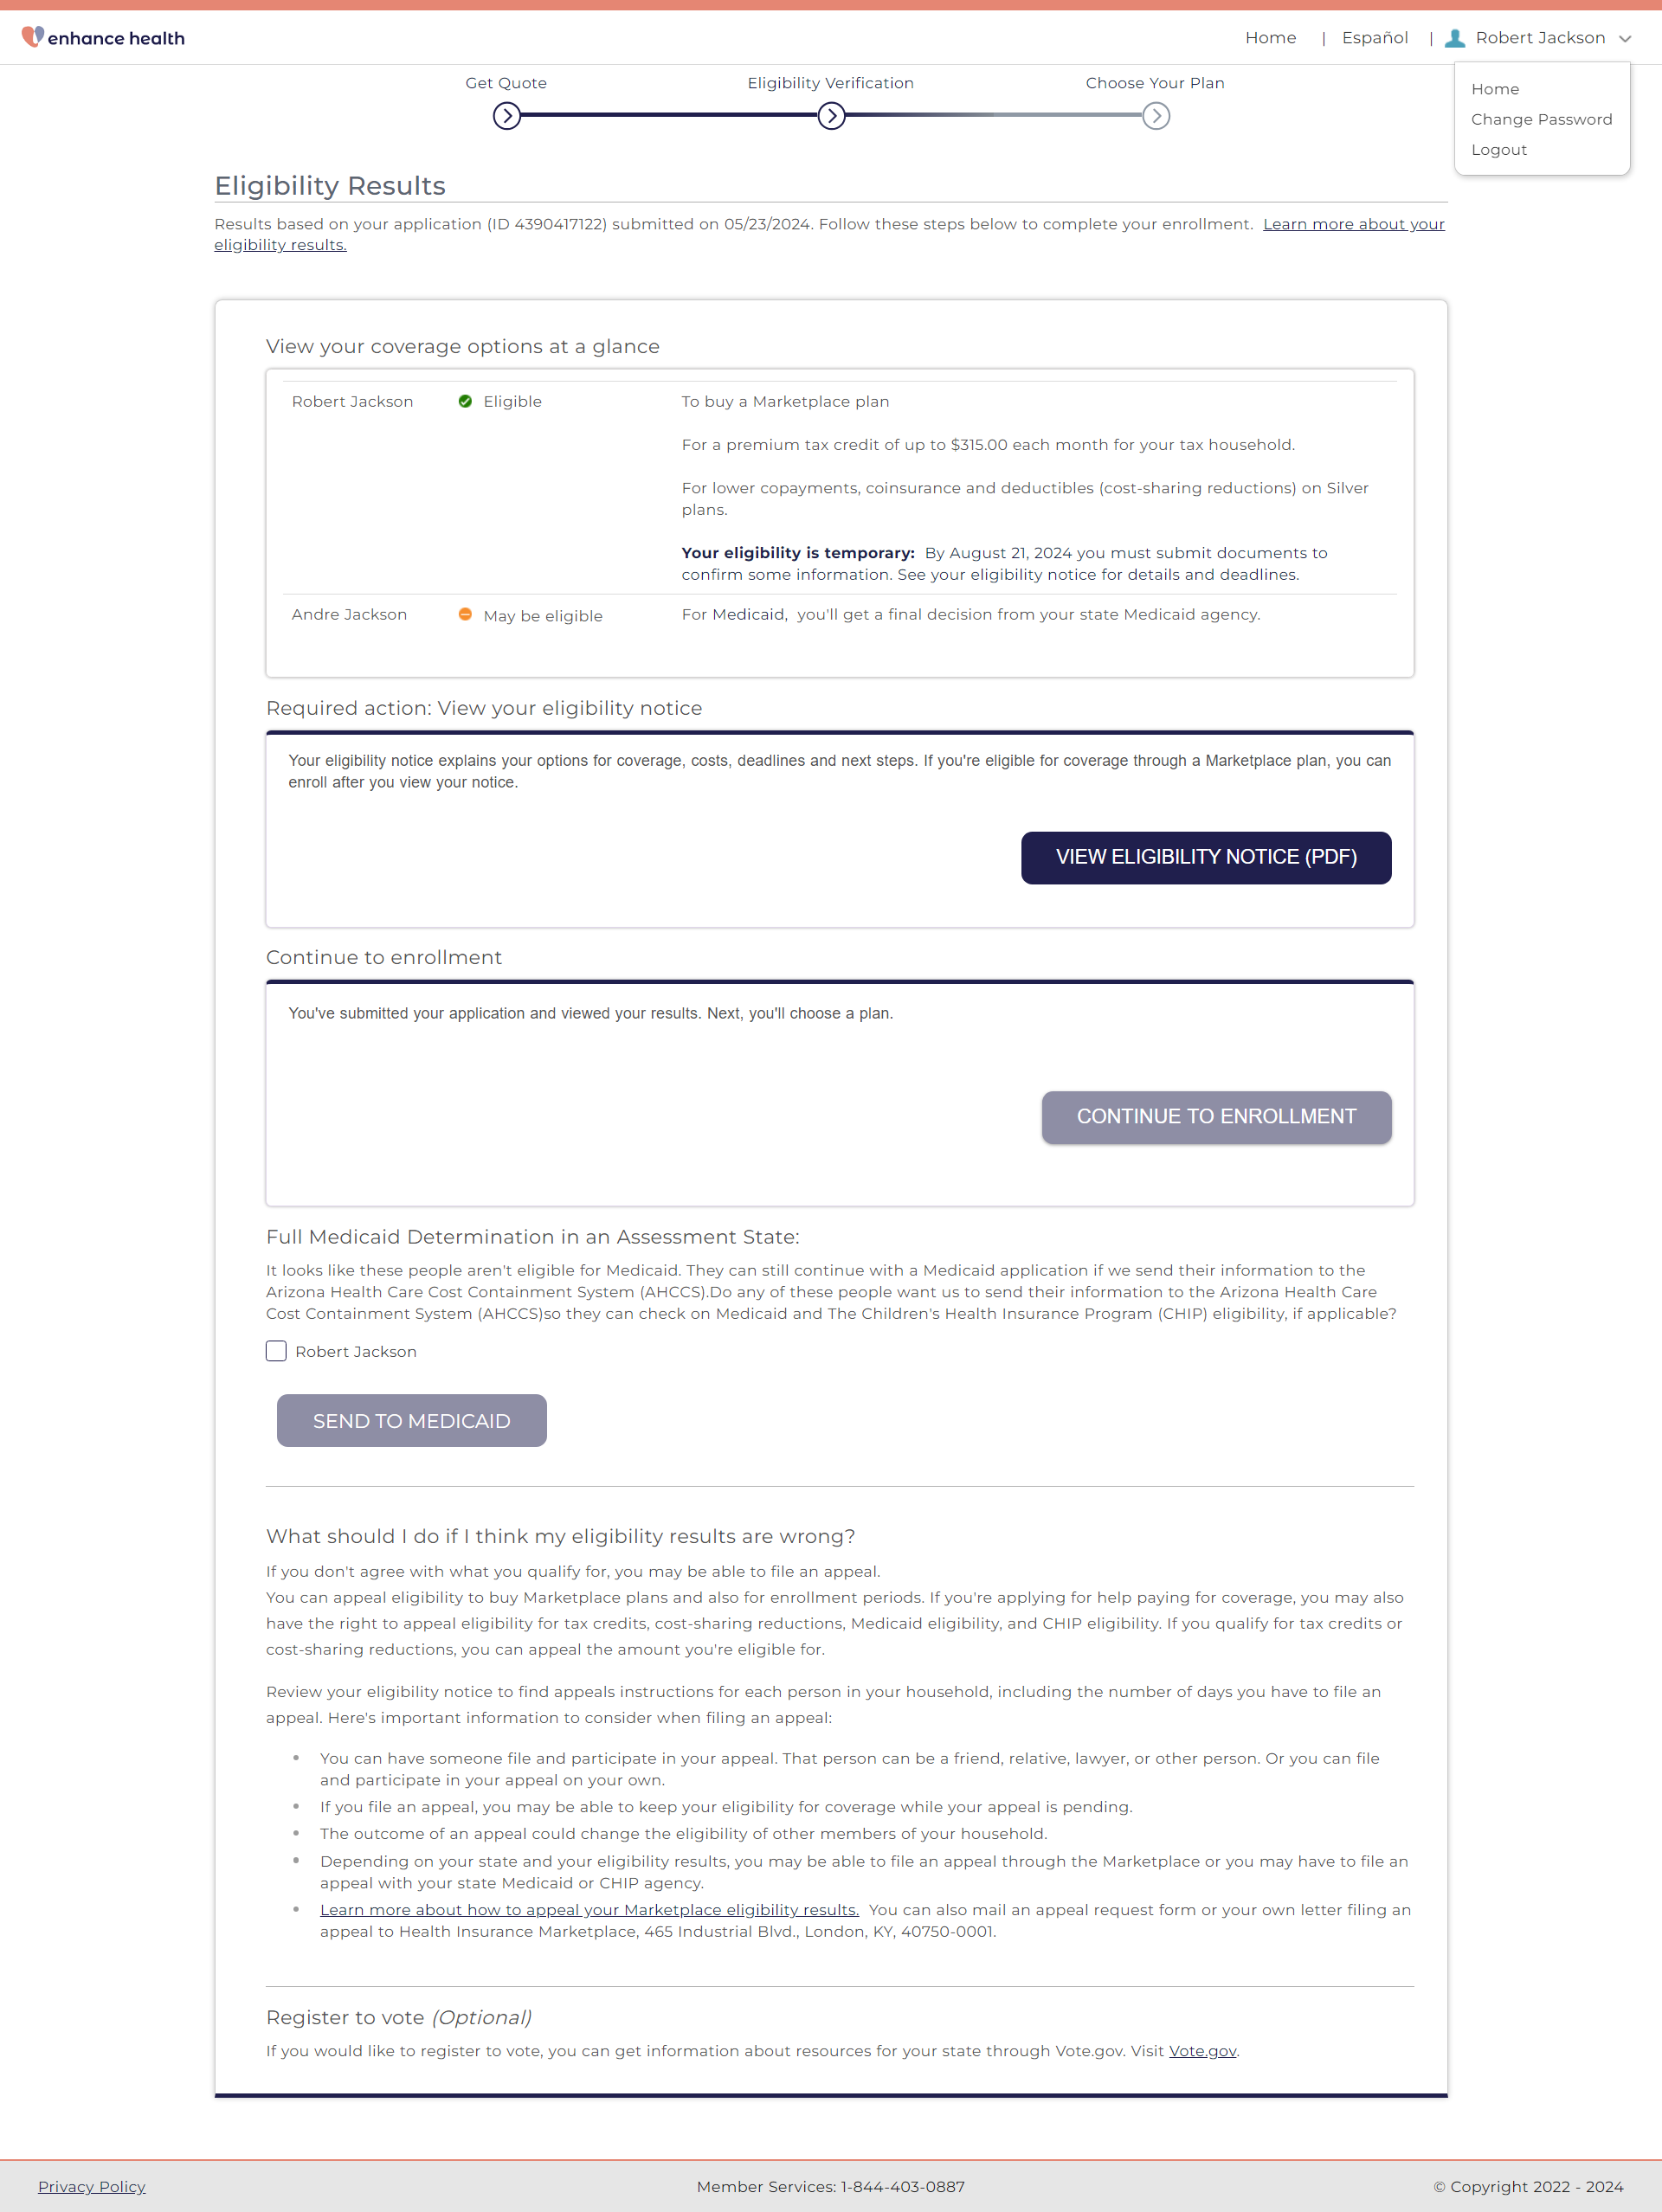 enhance health
Home | Español | Robert Jackson
Home
Change Password
Logout
Get Quote
Eligibility Verification
Choose Your Plan
Eligibility Results
Results based on your application (ID 4390417122) submitted on 05/23/2024. Follow these steps below to complete your enrollment. Learn more about your
eligibility results.
View your coverage options at a glance
Robert Jackson Eligible To buy a Marketplace plan
For a premium tax credit of up to $315.00 each month for your tax household.
For lower copayments, coinsurance and deductibles (cost-sharing reductions) on Silver
plans.
Your eligibility is temporary: By August 21, 2024 you must submit documents to
confirm some information. See your eligibility notice for details and deadlines.
Andre Jackson May be eligible For Medicaid, you'll get a final decision from your state Medicaid agency.
Required action: View your eligibility notice
Your eligibility notice explains your options for coverage, costs, deadlines and next steps. If you're eligible for coverage through a Marketplace plan, you can
enroll after you view your notice.
VIEW ELIGIBILITY NOTICE (PDF)
Continue to enrollment
You've submitted your application and viewed your results. Next, you'll choose a plan.
CONTINUE TO ENROLLMENT
Full Medicaid Determination in an Assessment State:
It looks like these people aren't eligible for Medicaid. They can still continue with a Medicaid application if we send their information to the
Arizona Health Care Cost Containment System (AHCCS).Do any of these people want us to send their information to the Arizona Health Care
Cost Containment System (AHCCS)so they can check on Medicaid and The Children's Health Insurance Program (CHIP) eligibility, if applicable?
Robert Jackson
SEND TO MEDICAID
What should I do if I think my eligibility results are wrong?
If you don't agree with what you qualify for, you may be able to file an appeal.
You can appeal eligibility to buy Marketplace plans and also for enrollment periods. If you're applying for help paying for coverage, you may also
have the right to appeal eligibility for tax credits, cost-sharing reductions, Medicaid eligibility, and CHIP eligibility. If you qualify for tax credits or
cost-sharing reductions, you can appeal the amount you're eligible for.
Review your eligibility notice to find appeals instructions for each person in your household, including the number of days you have to file an
appeal. Here's important information to consider when filing an appeal:
• You can have someone file and participate in your appeal. That person can be a friend, relative, lawyer, or other person. Or you can file
and participate in your appeal on your own.
• If you file an appeal, you may be able to keep your eligibility for coverage while your appeal is pending.
• The outcome of an appeal could change the eligibility of other members of your household.
• Depending on your state and your eligibility results, you may be able to file an appeal through the Marketplace or you may have to file an
appeal with your state Medicaid or CHIP agency.
• Learn more about how to appeal your Marketplace eligibility results. You can also mail an appeal request form or your own letter filing an
appeal to Health Insurance Marketplace, 465 Industrial Blvd., London, KY, 40750-0001.
Register to vote (Optional)
If you would like to register to vote, you can get information about resources for your state through Vote.gov. Visit Vote.gov.
Privacy Policy
Member Services: 1-844-403-0887
© Copyright 2022 - 2024